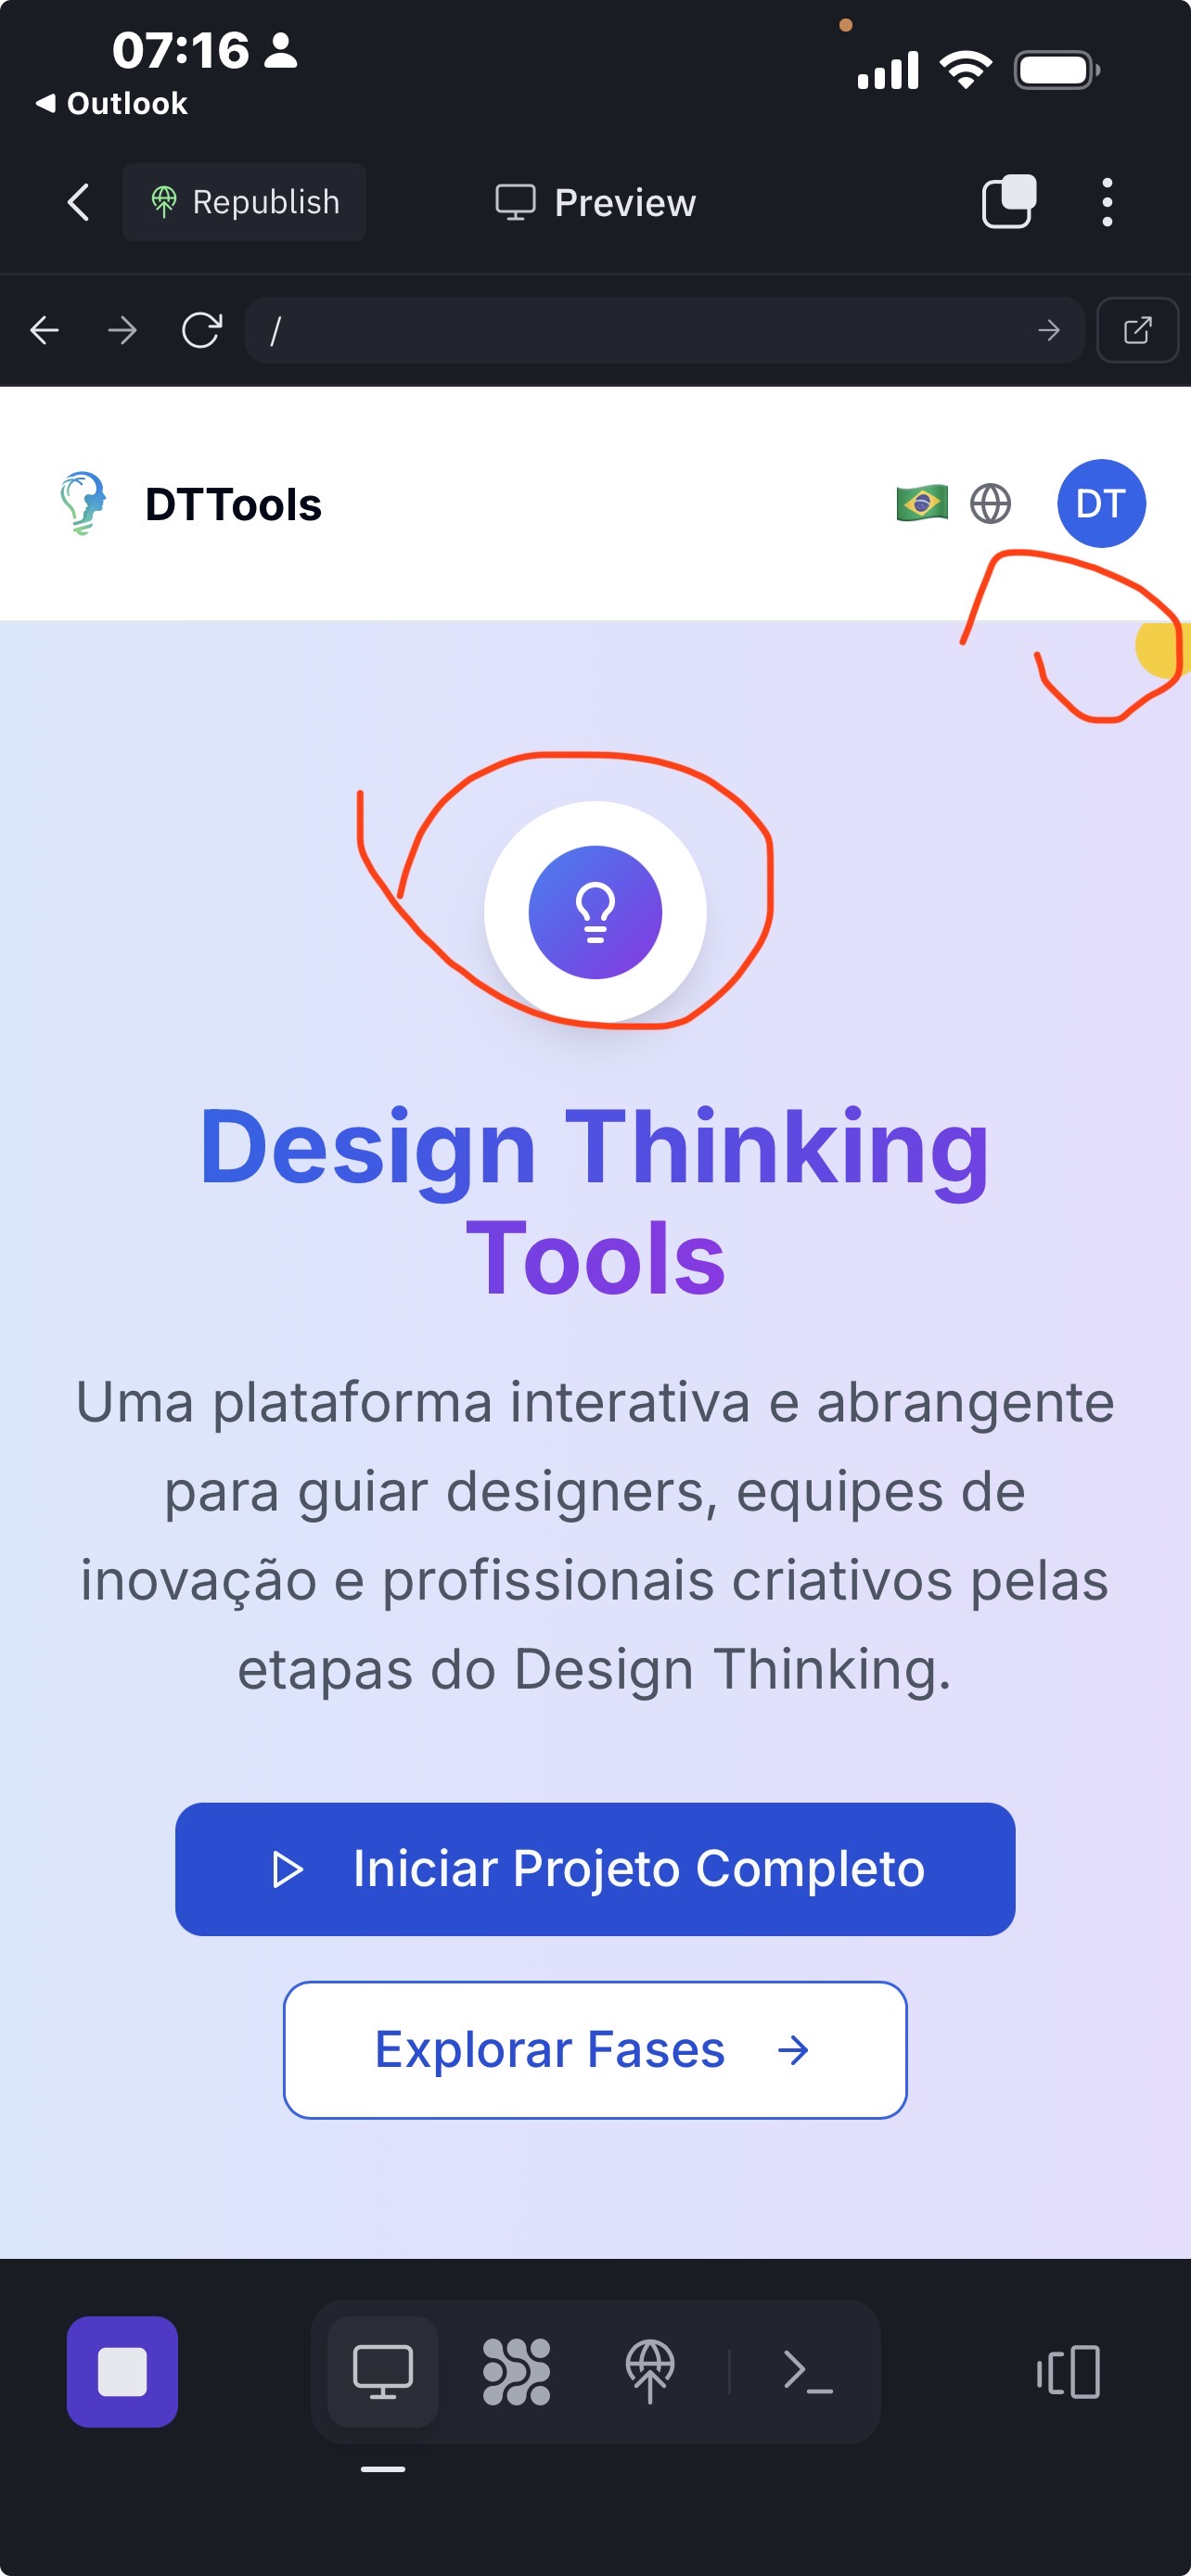 07:16
Outlook
Republish
Preview
/
DTTools
DT
Design Thinking
Tools
Uma plataforma interativa e abrangente
para guiar designers, equipes de
inovação e profissionais criativos pelas
etapas do Design Thinking.
Iniciar Projeto Completo
Explorar Fases